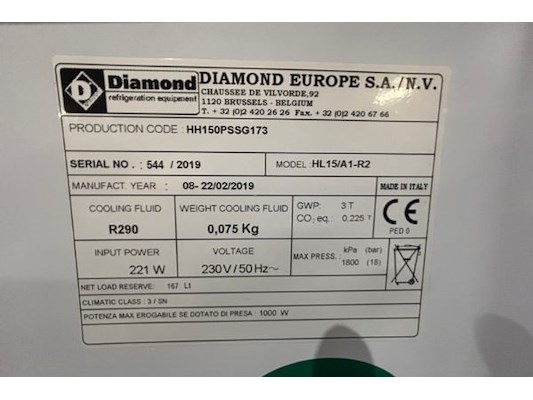 D Diamond
refrigeration equipment
DIAMOND EUROPE S.A./N.V.
CHAUSSEE DE VILVORDE,92
1120 BRUSSELS - BELGIUM
T. + 32 (0)2 420 26 26 Fax. + 32 (0)2 420 67 66
PRODUCTION CODE : HH150PSSG173
SERIAL NO. : 544 / 2019 MODEL: HL15/A1-R2
MANUFACT. YEAR : 08- 22/02/2019 MADE IN ITALY
COOLING FLUID
R290
WEIGHT COOLING FLUID
0,075 Kg
GWP: 3 T
CO2 eq.: 0.225 T
CE
PED 0
INPUT POWER
221 W
VOLTAGE
230V/50 Hz~
MAX PRESS. kPa (bar)
1800 (18)
NET LOAD RESERVE: 167 Lt
CLIMATIC CLASS : 3 / SN
POTENZA MAX EROGABILE SE DOTATO DI PRESA : 1000 W